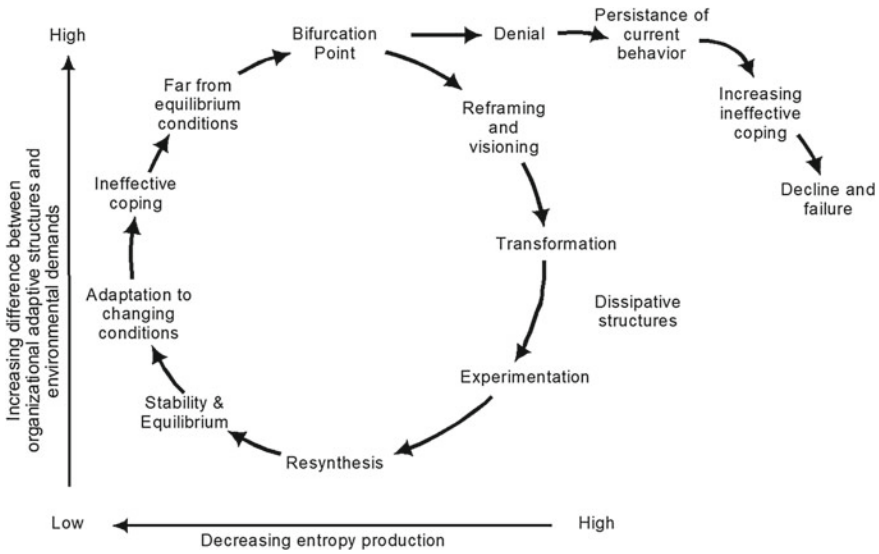 High
Increasing difference between
organizational adaptive structures and
environmental demands
Bifurcation
Point
Denial
Persistance of
current
behavior
Increasing
ineffective
coping
Decline and
failure
Far from
equilibrium
conditions
Reframing
and
visioning
Ineffective
coping
Transformation
Adaptation to
changing
conditions
Dissipative
structures
Experimentation
Stability &
Equilibrium
Resynthesis
Low
High
Decreasing entropy production